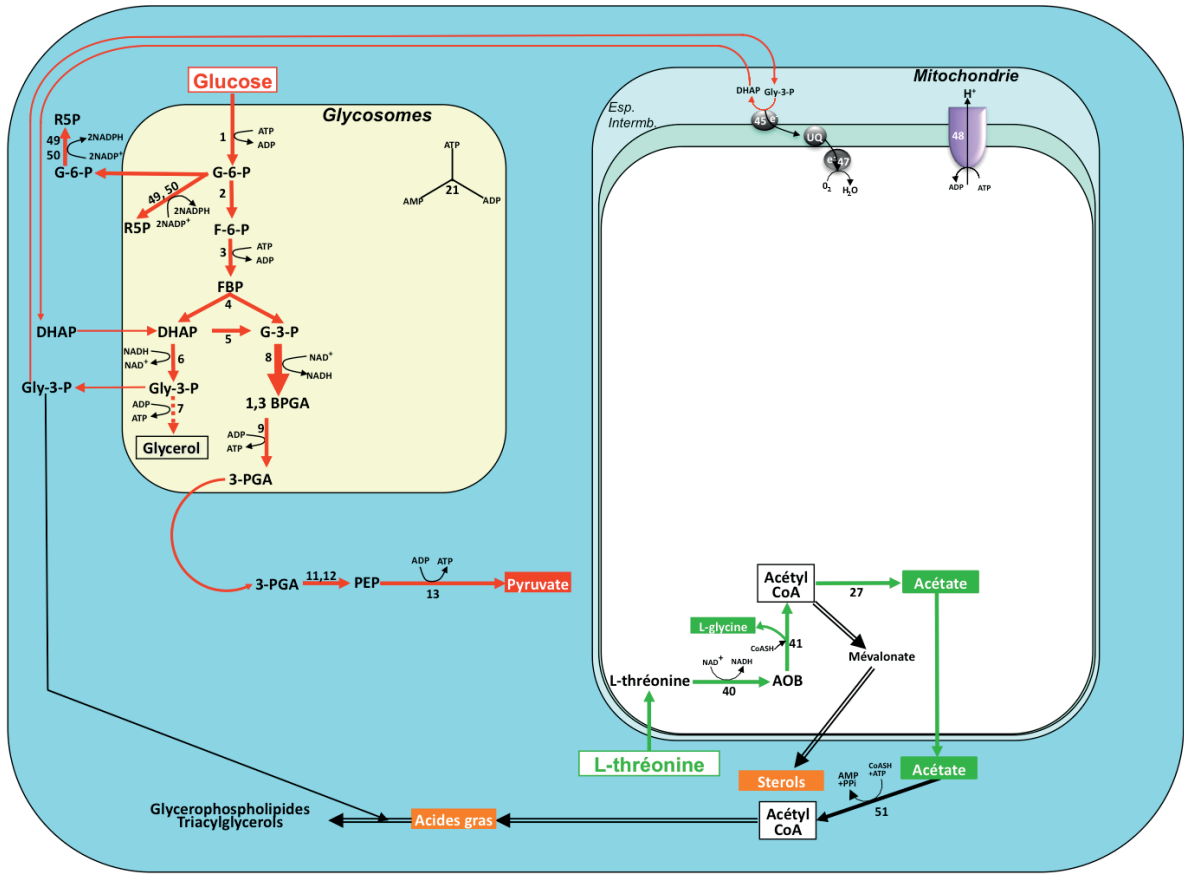 Glucose
Glycosomes
R5P
49
50
2NADPH
2NADP+
G-6-P
1
ATP
ADP
G-6-P
49, 50
2NADPH
2NADP+
R5P
2
F-6-P
3
ATP
ADP
ATP
AMP
ADP
21
FBP
4
DHAP
DHAP
5
G-3-P
NADH
NAD+
6
8
NAD+
NADH
Gly-3-P
Gly-3-P
ADP
ATP
7
1,3 BPGA
Glycerol
9
ADP
ATP
3-PGA
3-PGA
11,12
PEP
ADP
ATP
13
Pyruvate
Mitochondrie
Esp.
Intermb.
DHAP
Gly-3-P
45
e-
UQ
e-
47
O2
H2O
H+
48
ADP
ATP
Acétyl
CoA
27
Acétate
L-glycine
CoASH
41
Mévalonate
L-thréonine
NAD+
NADH
40
AOB
L-thréonine
Sterols
Acétate
AMP
+PPi
CoASH
+ATP
51
Acétyl
CoA
Acides gras
Glycerophospholipides
Triacylglycerols